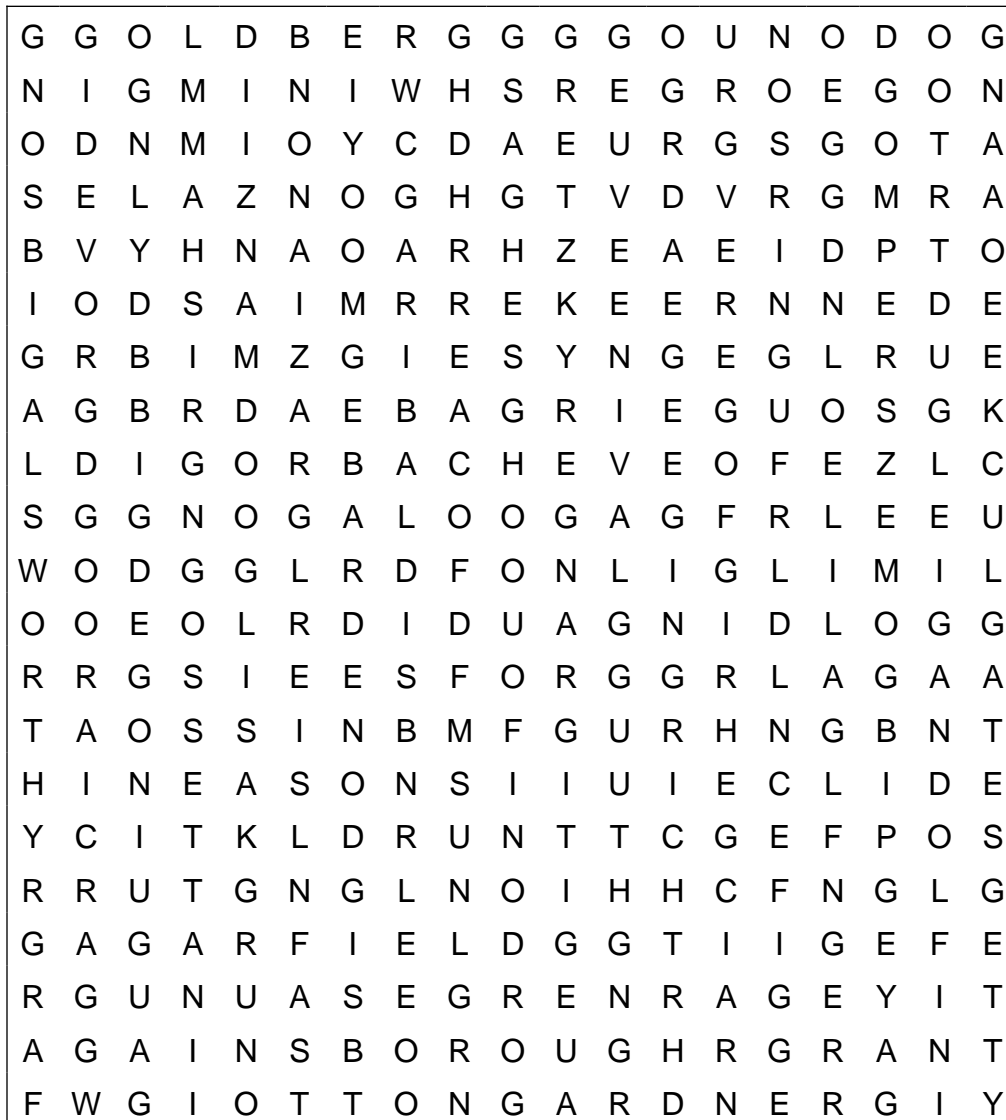 G G O L D B E R G G G G O U N O D O G
N I G M I N I W H S R E G R O E G O N
O D N M I O Y C D A E U R G S G O T A
S E L A Z N O G H G T V D V R G M R A
B V Y H N A O A R H Z E A E I D P T O
I O D S A I M R R E K E E R N N E D E
G R B I M Z G I E S Y N G E G L R U E
A G B R D A E B A G R I E G U O S G K
L D I G O R B A C H E V E O F E Z L C
S G G N O G A L O O G A G F R L E E U
W O D G G L R D F O N L I G L I M I L
O O E O L R D I D U A G N I D L O G G
R R G S I E E S F O R G G R L A G A A
T A O S S I N B M F G U R H N G B N T
H I N E A S O N S I I U I E C L I D E
Y C I T K L D R U N T T C G E F P O S
R R U T G N G L N O I H H C F N G L G
G A G A R F I E L D G G T I I G E F E
R G U N U A S E G R E N R A G E Y I T
A G A I N S B O R O U G H R G R A N T
F W G I O T T O N G A R D N E R G I Y